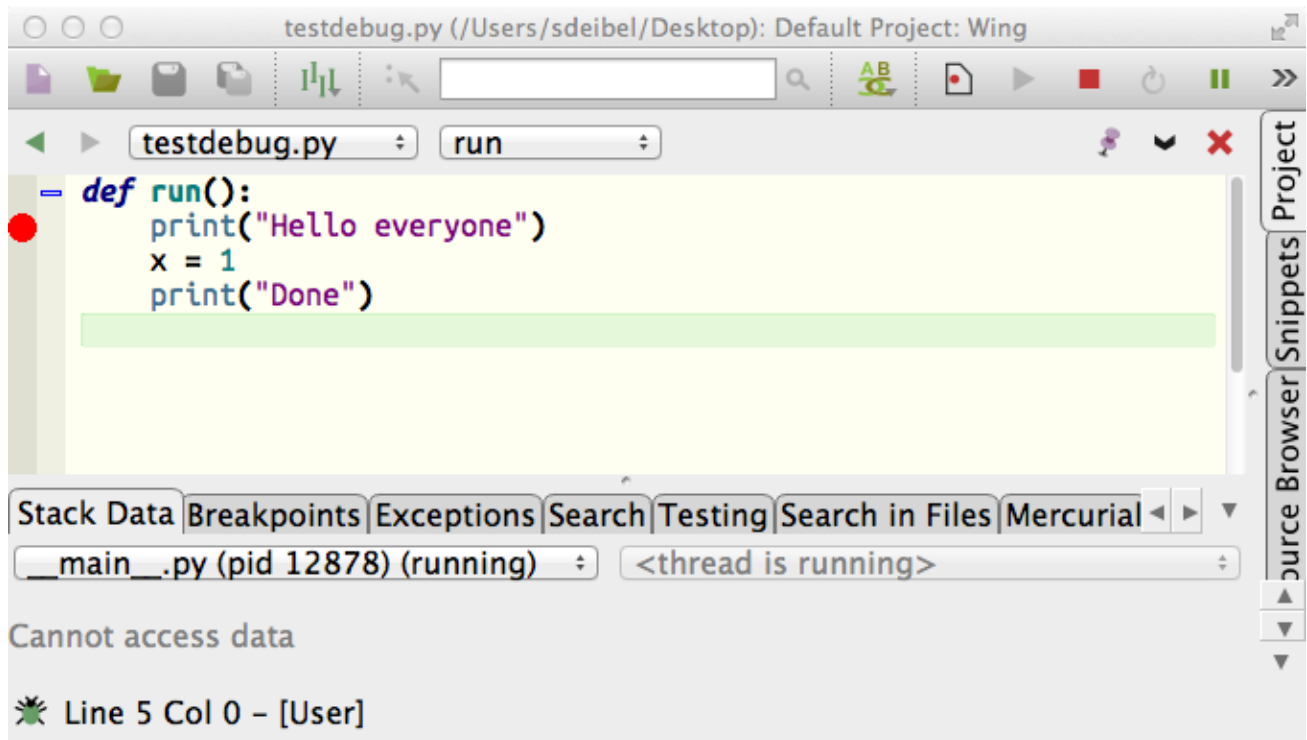 testdebug.py (/Users/sdeibel/Desktop): Default Project: Wing
testdebug.py run
def run():
print("Hello everyone")
x = 1
print("Done")
Project
Snippets
ource Browser
Stack Data Breakpoints Exceptions Search Testing Search in Files Mercurial
__main__.py (pid 12878) (running) <thread is running>
Cannot access data
Line 5 Col 0 – [User]